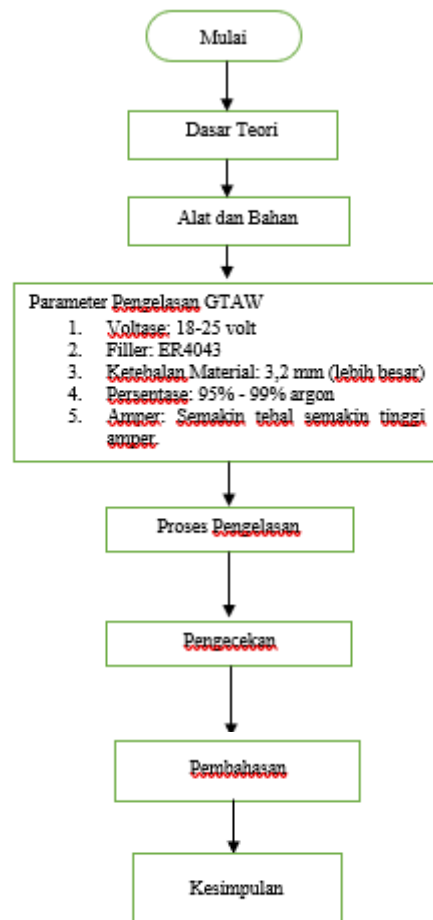 Mulai
Dasar Teori
Alat dan Bahan
Parameter Pengelasan GTAW
1. Voltase: 18-25 volt
2. Filler: ER4043
3. Ketebalan Material: 3,2 mm (lebih besar)
4. Persentase: 95% - 99% argon
5. Amper: Semakin tebal semakin tinggi
amper.
Proses Pengelasan
Pengecekan
Pembahasan
Kesimpulan